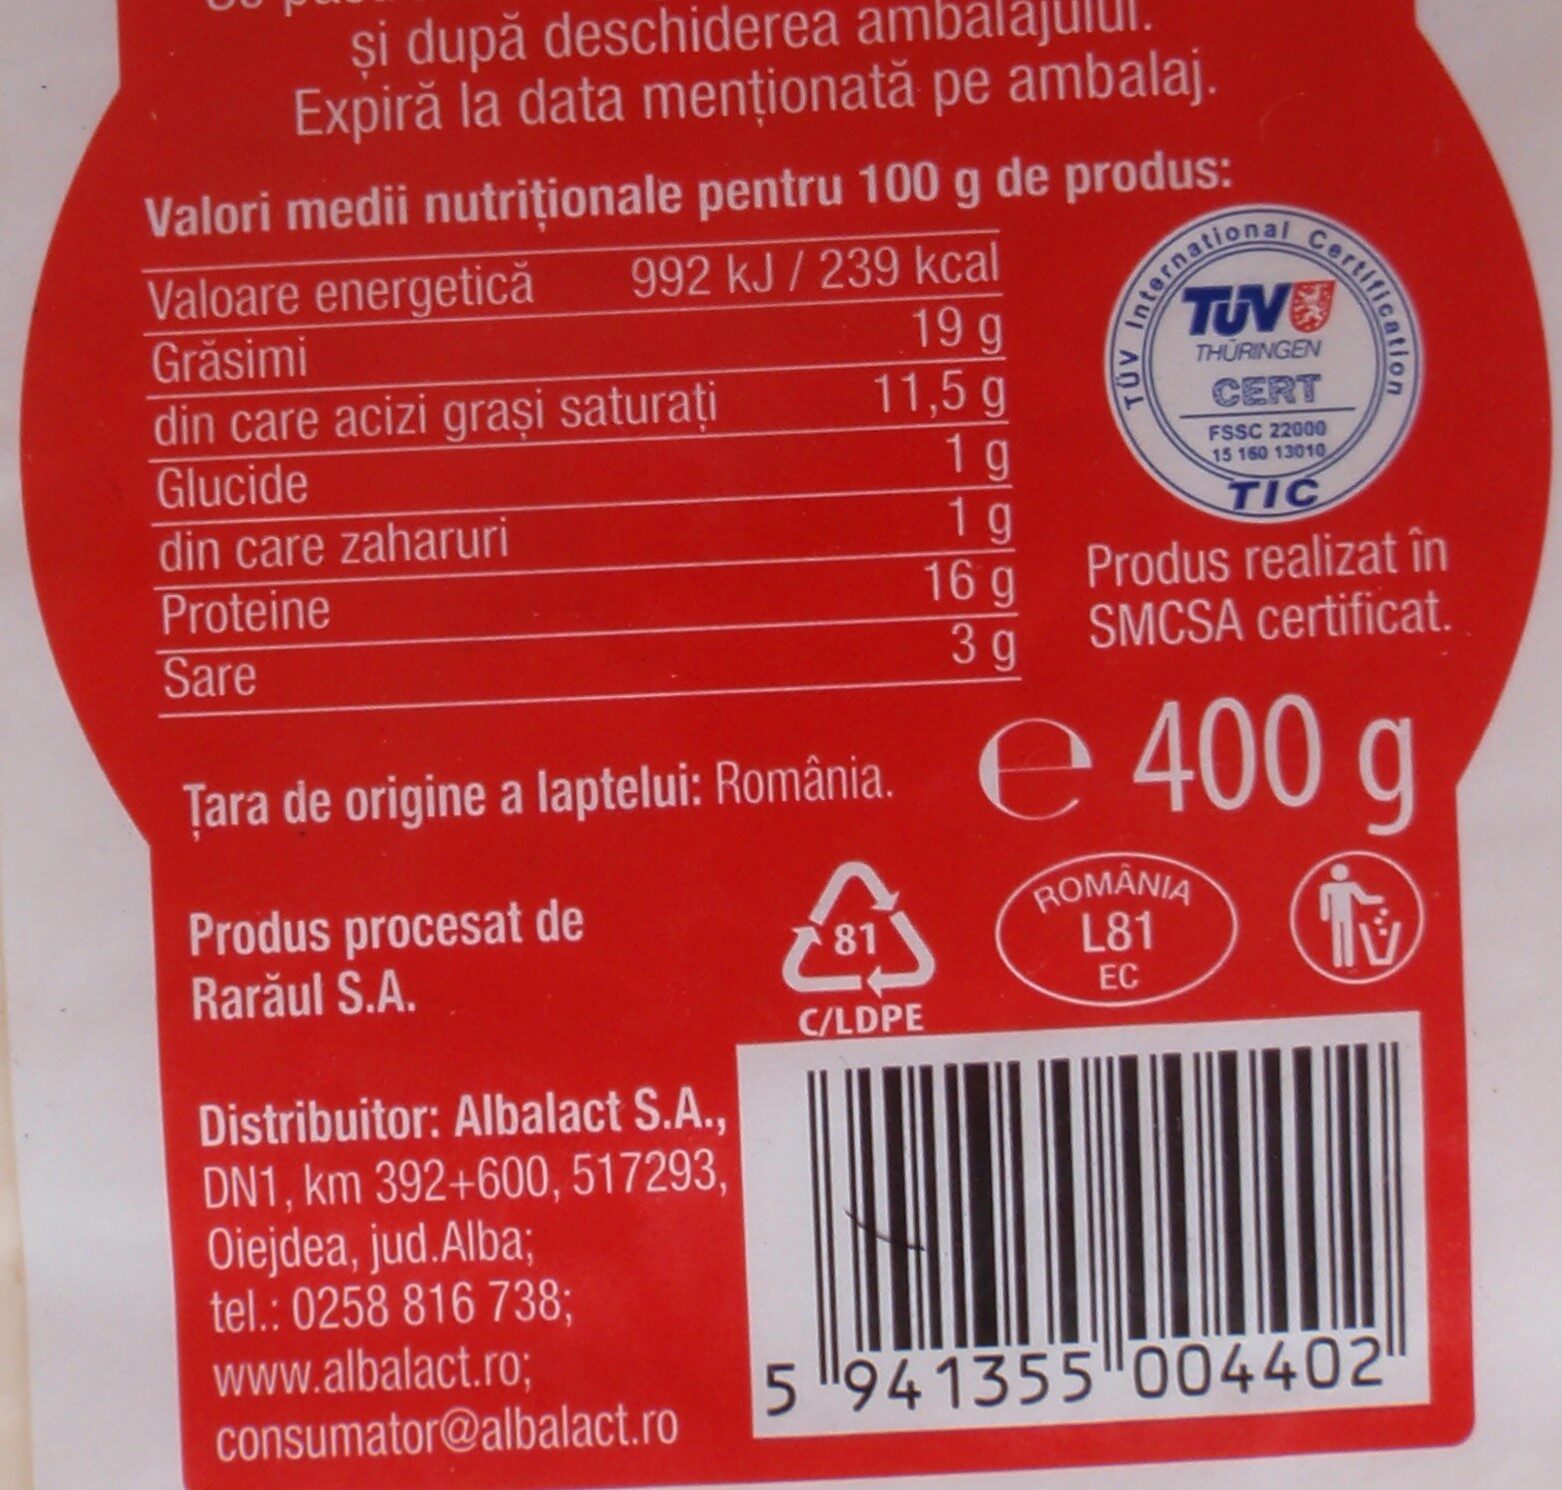 și după deschiderea ambalajului.
Expiră la data menționată pe ambalaj.
Valori medii nutriționale pentru 100 g de produs:
Valoare energetică 992 kJ / 239 kcal
Grăsimi 19 g
din care acizi grași saturați 11,5 g
Glucide 1 g
din care zaharuri 1 g
Proteine 16 g
Sare 3 g
TÜV International Certification
TÜV
THÜRINGEN
CERT
FSSC 22000
15 160 13010
TIC
Produs realizat în
SMCSA certificat.
Țara de origine a laptelui: România.
℮ 400 g
Produs procesat de
Rarăul S.A.
81
C/LDPE
ROMÂNIA
L81
EC
Distribuitor: Albalact S.A.,
DN1, km 392+600, 517293,
Oiejdea, jud.Alba;
tel.: 0258 816 738;
www.albalact.ro;
consumator@albalact.ro
5 941355 004402